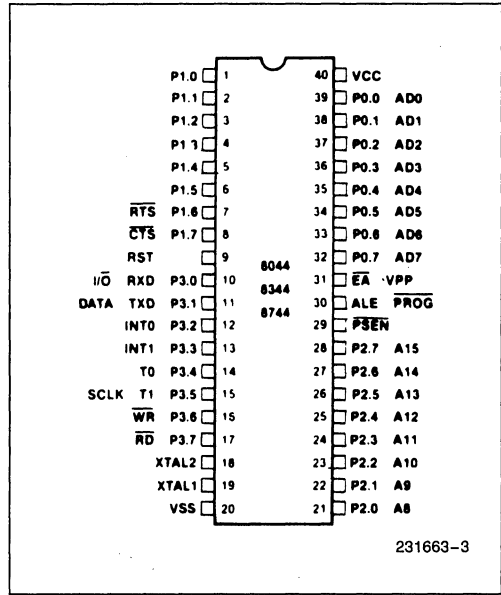 P1.0 1 40 VCC
P1.1 2 39 P0.0 AD0
P1.2 3 38 P0.1 AD1
P1.3 4 37 P0.2 AD2
P1.4 5 36 P0.3 AD3
P1.5 6 35 P0.4 AD4
RTS P1.6 7 34 P0.5 AD5
CTS P1.7 8 33 P0.6 AD6
RST 9 32 P0.7 AD7
I/O RXD P3.0 10 31 EA VPP
DATA TXD P3.1 11 30 ALE PROG
INT0 P3.2 12 29 PSEN
INT1 P3.3 13 28 P2.7 A15
T0 P3.4 14 27 P2.6 A14
SCLK T1 P3.5 15 26 P2.5 A13
WR P3.6 16 25 P2.4 A12
RD P3.7 17 24 P2.3 A11
XTAL2 18 23 P2.2 A10
XTAL1 19 22 P2.1 A9
VSS 20 21 P2.0 A8
8044
8344
8744
231663-3